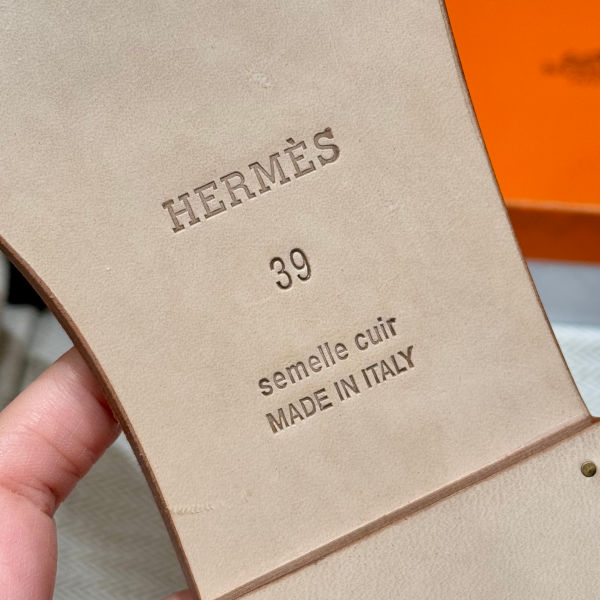 HERMÈS
39
semelle cuir
MADE IN ITALY